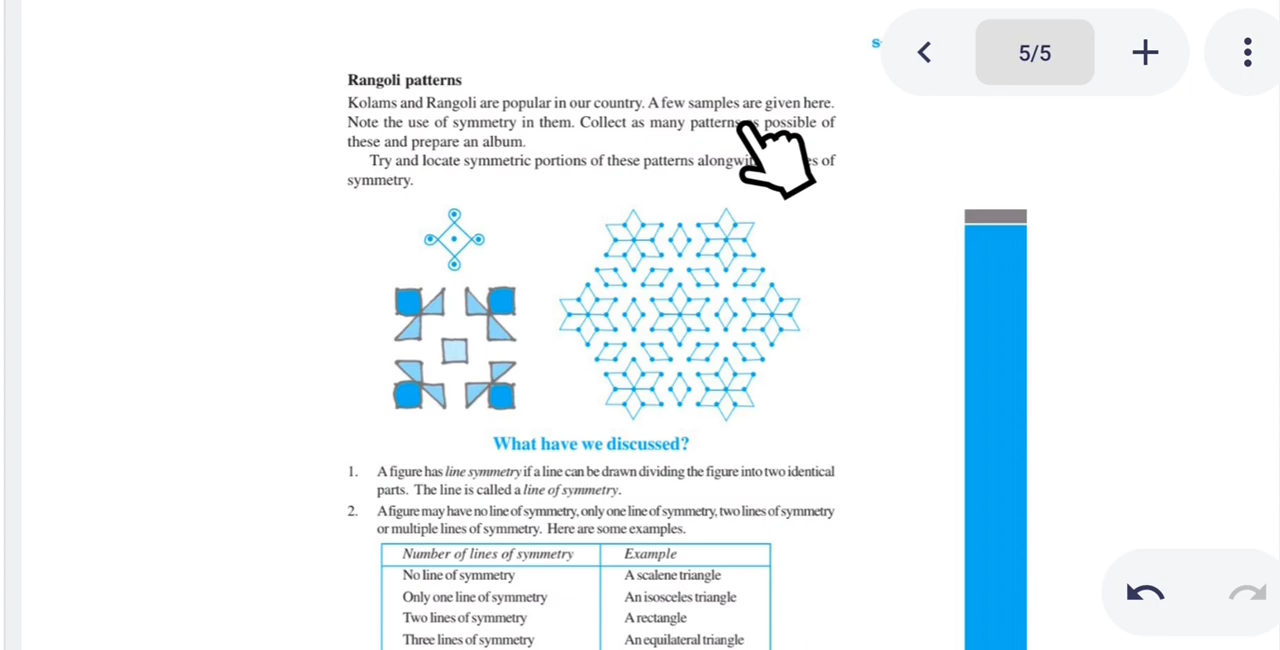 s
5/5
Rangoli patterns
Kolams and Rangoli are popular in our country. A few samples are given here.
Note the use of symmetry in them. Collect as many patterns possible of
these and prepare an album.
Try and locate symmetric portions of these patterns of
symmetry.
What have we discussed?
1. A figure has line symmetry if a line can be drawn dividing the figure into two identical
parts. The line is called a line of symmetry.
2. A figure may have no line of symmetry, only one line of symmetry, two lines of symmetry
or multiple lines of symmetry. Here are some examples.
Number of lines of symmetry Example
No line of symmetry A scalene triangle
Only one line of symmetry An isosceles triangle
Two lines of symmetry A rectangle
Three lines of symmetry An equilateral triangle